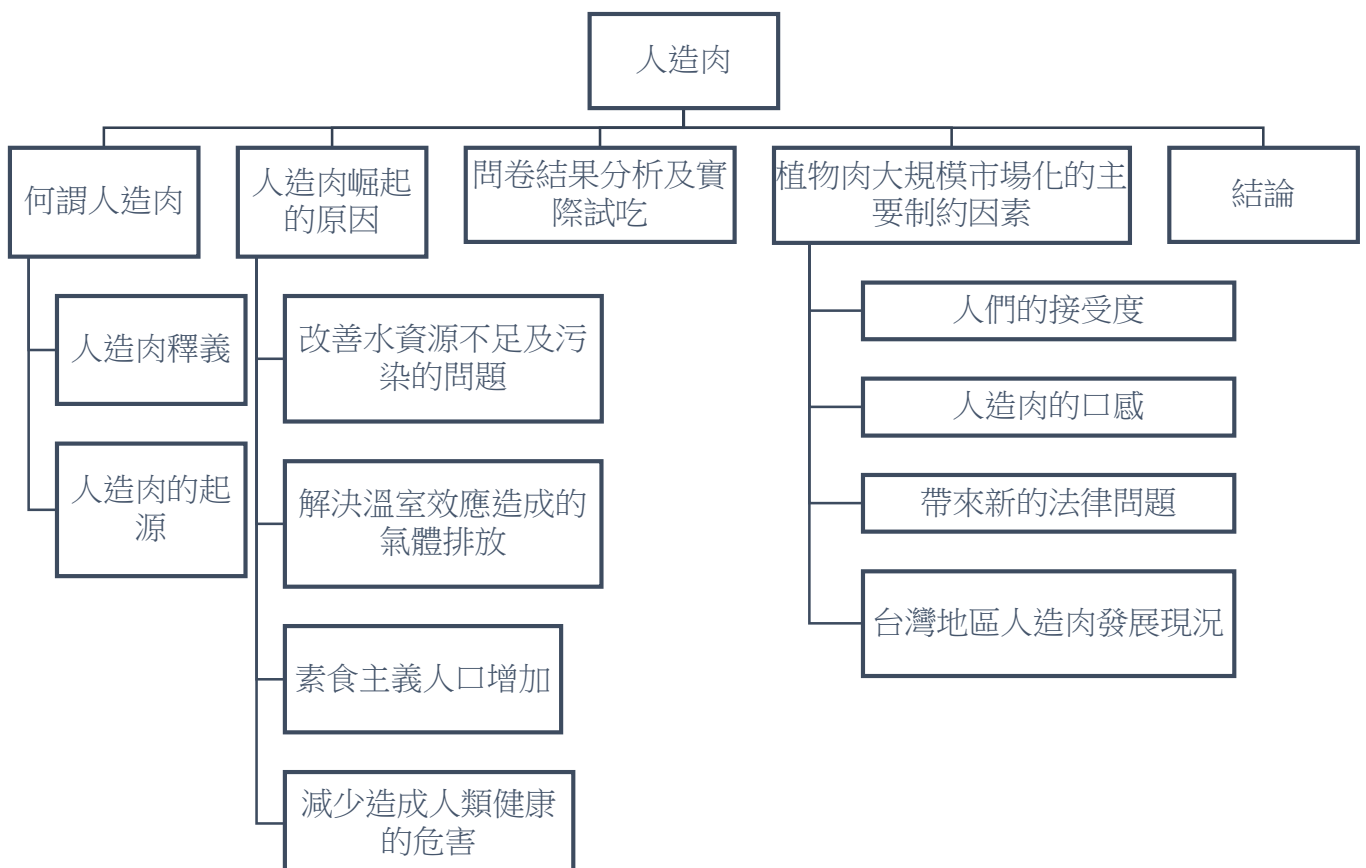 人造肉
何謂人造肉
人造肉釋義
人造肉的起
源
人造肉崛起
的原因
改善水資源不足及污
染的問題
解決溫室效應造成的
氣體排放
素食主義人口增加
減少造成人類健康
的危害
問卷結果分析及實
際試吃
植物肉大規模市場化的主
要制約因素
人們的接受度
人造肉的口感
帶來新的法律問題
台灣地區人造肉發展現況
結論